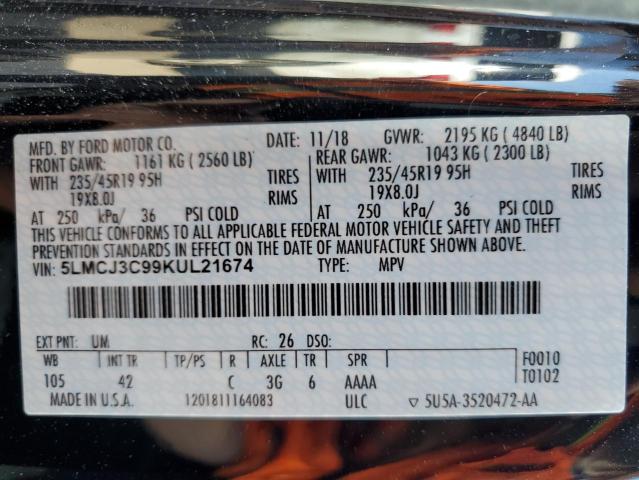 MFD. BY FORD MOTOR CO. DATE: 11/18 GVWR: 2195 KG ( 4840 LB)
FRONT GAWR: 1161 KG ( 2560 LB) REAR GAWR: 1043 KG ( 2300 LB)
WITH 235/45R19 95H TIRES WITH 235/45R19 95H TIRES
19X8.0J RIMS 19X8.0J RIMS
AT 250 kPa/ 36 PSI COLD AT 250 kPa/ 36 PSI COLD
THIS VEHICLE CONFORMS TO ALL APPLICABLE FEDERAL MOTOR VEHICLE SAFETY AND THEFT
PREVENTION STANDARDS IN EFFECT ON THE DATE OF MANUFACTURE SHOWN ABOVE.
VIN: 5LMCJ3C99KUL21674 TYPE: MPV
EXT PNT: UM RC: 26 DSO:
WB INT TR TP/PS R AXLE TR SPR F0010
105 42 C 3G 6 AAAA T0102
MADE IN U.S.A. 1201811164083 ULC ▽ 5U5A-3520472-AA